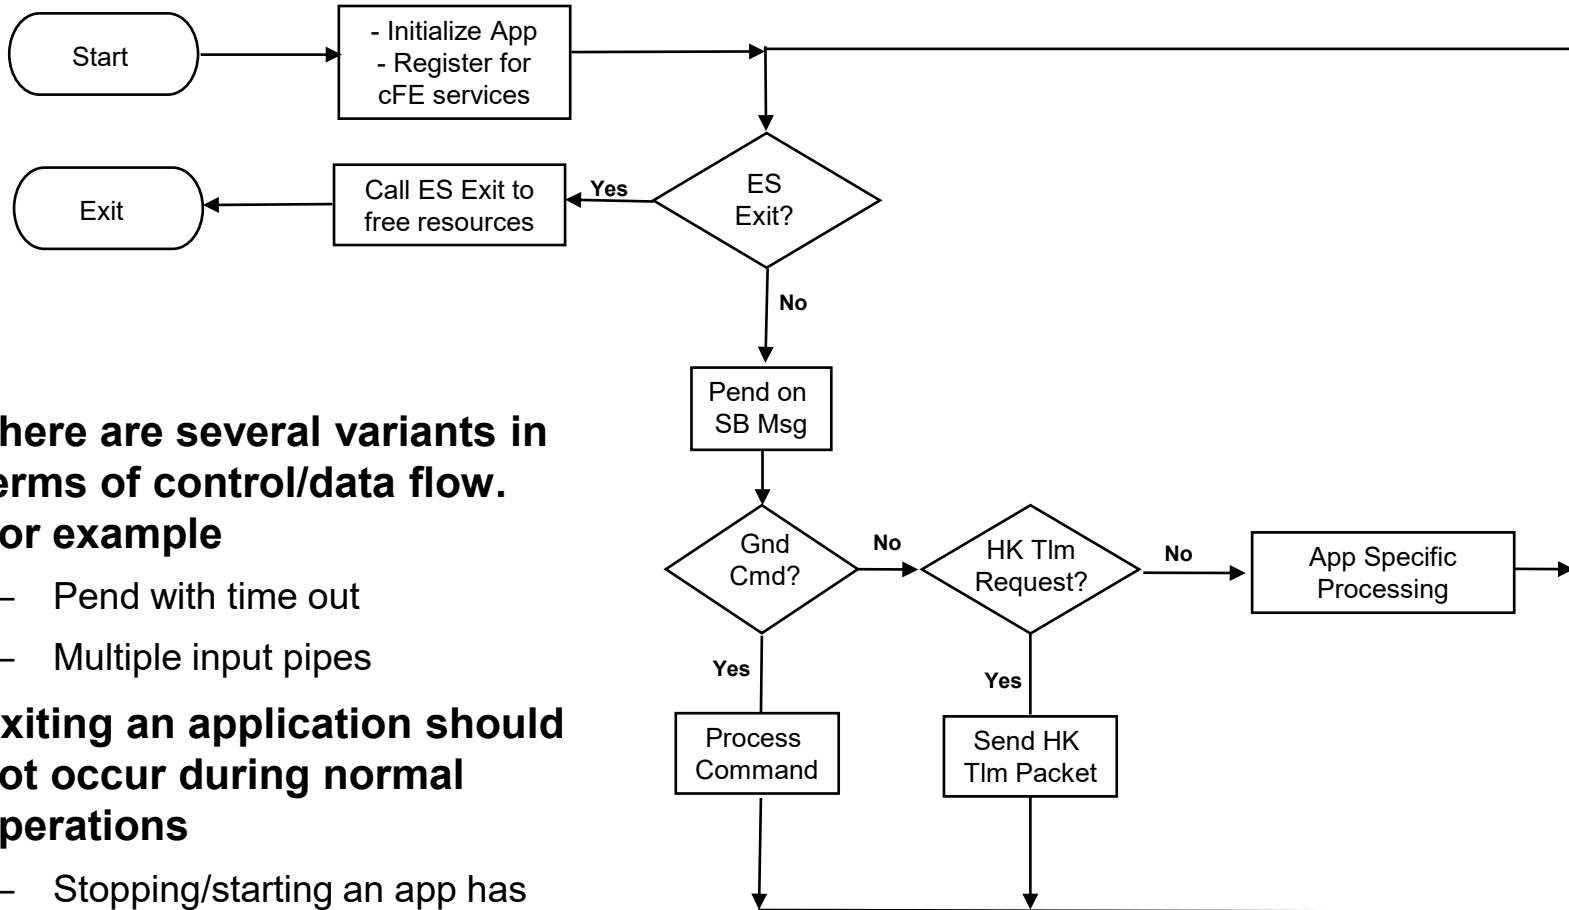 Start
- Initialize App
- Register for
cFE services
Exit
Call ES Exit to
free resources
Yes
ES
Exit?
No
Pend on
SB Msg
Gnd
Cmd?
No
HK Tlm
Request?
No
App Specific
Processing
Yes
Process
Command
Yes
Send HK
Tlm Packet
here are several variants in
erms of control/data flow.
or example
– Pend with time out
– Multiple input pipes
xiting an application should
ot occur during normal
perations
– Stopping/starting an app has